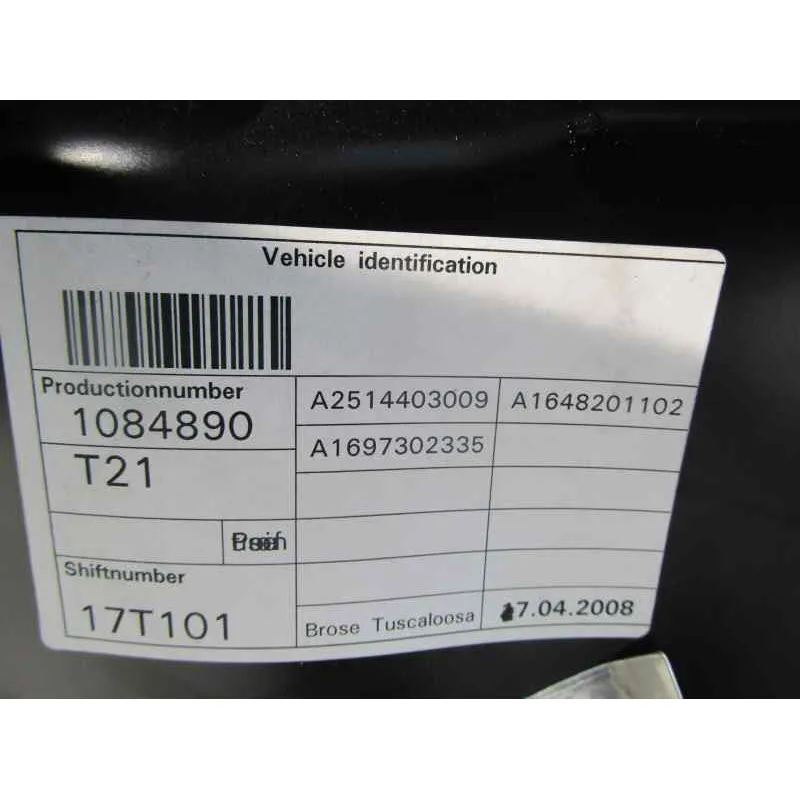 Vehicle identification
Productionnumber
1084890
A2514403009 A1648201102
A1697302335
T21
Shiftnumber
17T101
Brose Tuscaloosa
7.04.2008